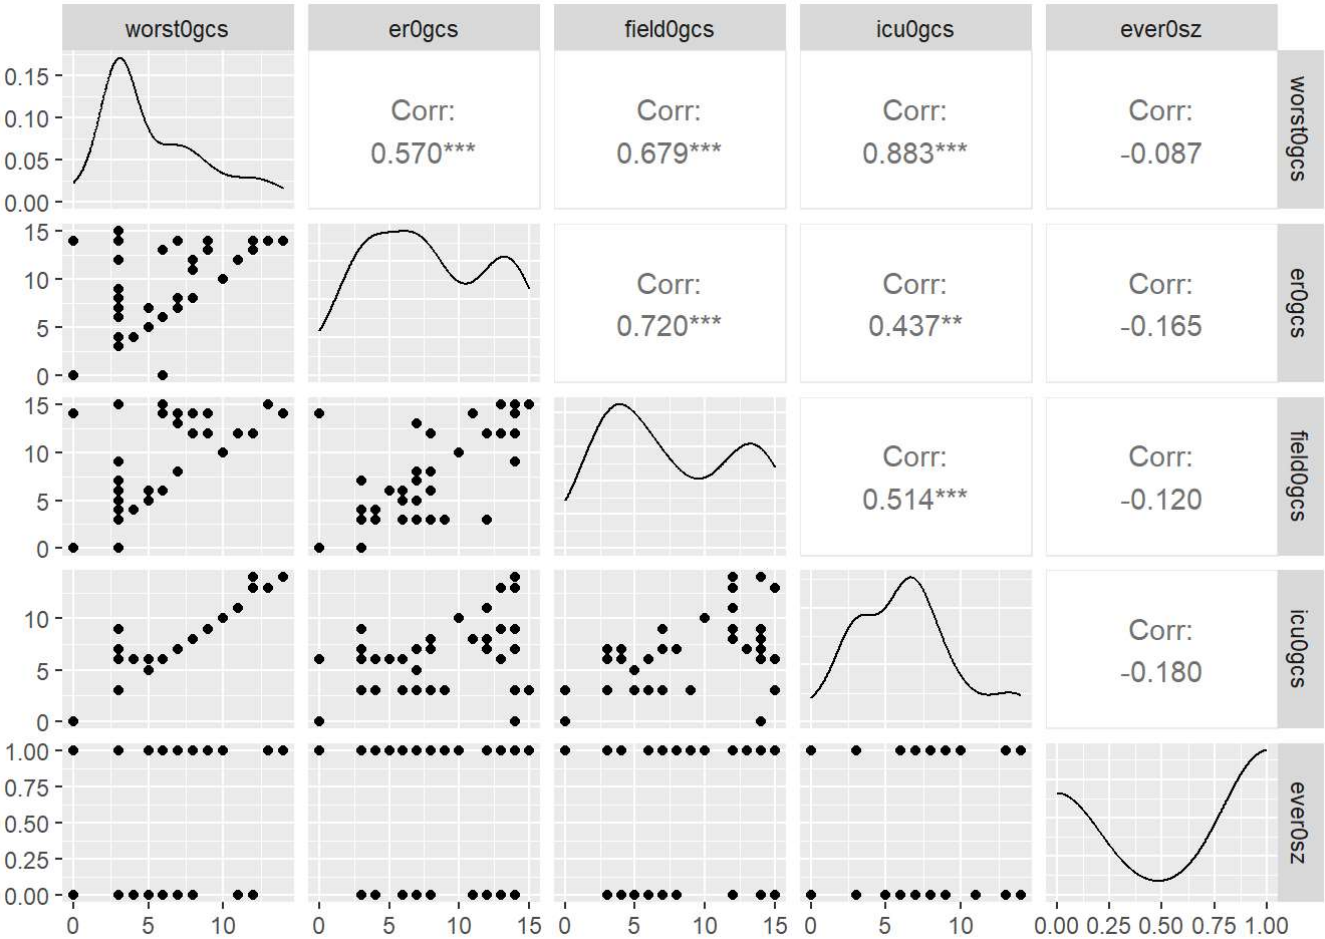 worst0gcs er0gcs field0gcs icu0gcs ever0sz
0.15
0.10
0.05
0.00
Corr:
0.570***
Corr:
0.679***
Corr:
0.883***
Corr:
-0.087
worst0gcs
15
10
5
0
Corr:
0.720***
Corr:
0.437**
Corr:
-0.165
er0gcs
15
10
5
0
Corr:
0.514***
Corr:
-0.120
field0gcs
10
5
0
Corr:
-0.180
icu0gcs
1.00
0.75
0.50
0.25
0.00
ever0sz
0 5 10
0 5 10 15
0 5 10 15
0 5 10
0.00 0.25 0.50 0.75 1.00